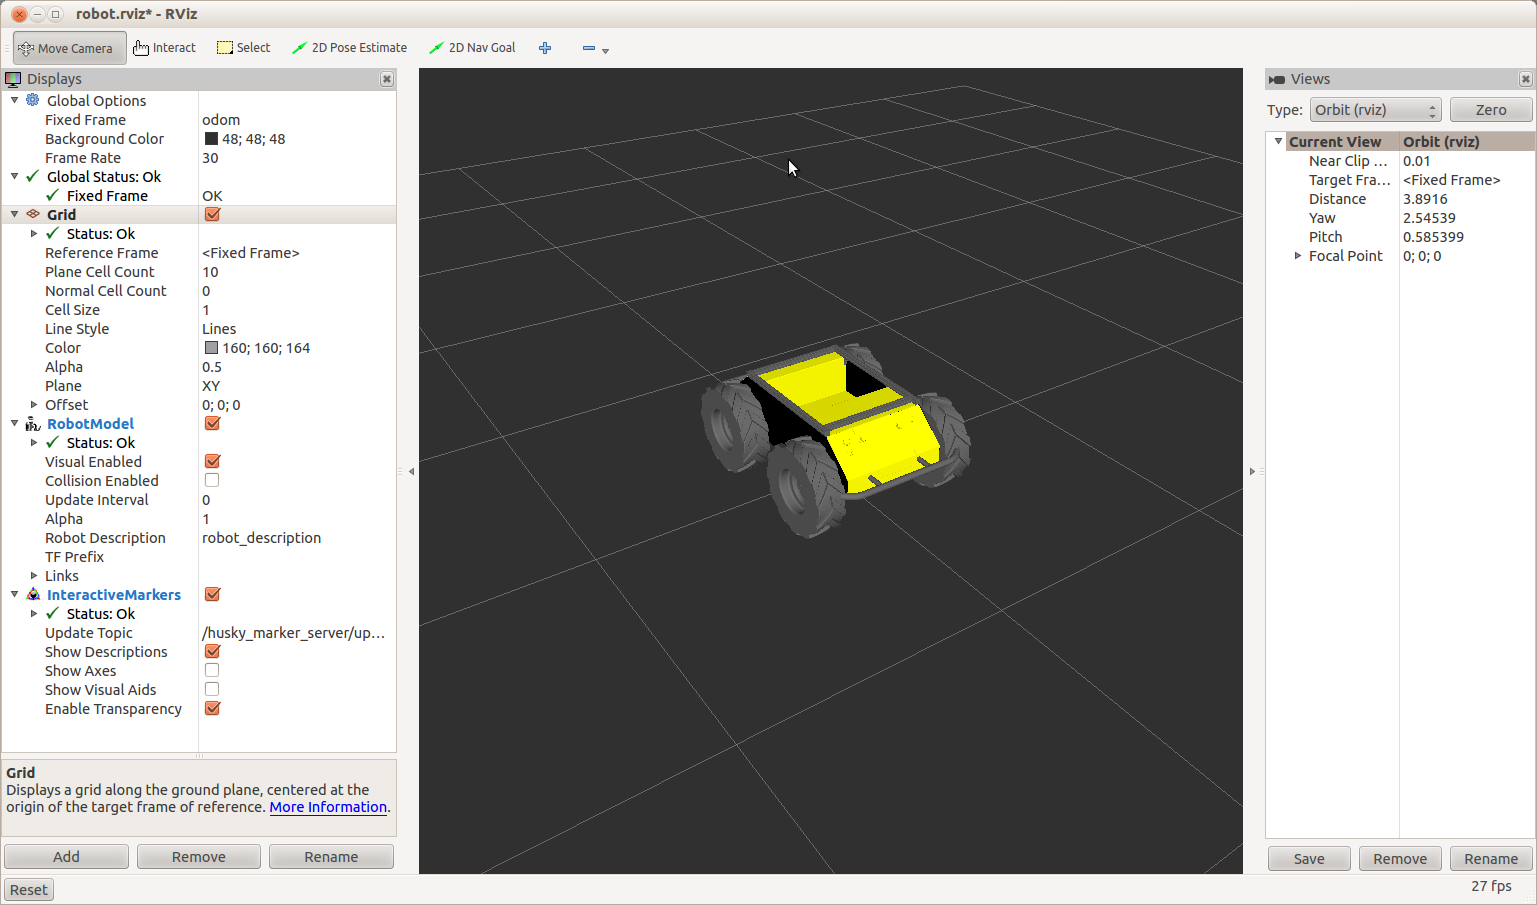 robot.rviz* - RViz
Move Camera Interact Select 2D Pose Estimate 2D Nav Goal
Displays
Global Options
Fixed Frame odom
Background Color 48; 48; 48
Frame Rate 30
Global Status: Ok
Fixed Frame OK
Grid
Status: Ok
Reference Frame <Fixed Frame>
Plane Cell Count 10
Normal Cell Count 0
Cell Size 1
Line Style Lines
Color 160; 160; 164
Alpha 0.5
Plane XY
Offset 0; 0; 0
RobotModel
Status: Ok
Visual Enabled
Collision Enabled
Update Interval 0
Alpha 1
Robot Description robot_description
TF Prefix
Links
InteractiveMarkers
Status: Ok
Update Topic /husky_marker_server/up...
Show Descriptions
Show Axes
Show Visual Aids
Enable Transparency
Grid
Displays a grid along the ground plane, centered at the
origin of the target frame of reference. More Information.
Add Remove Rename
Reset
Views
Type: Orbit (rviz) Zero
Current View Orbit (rviz)
Near Clip ... 0.01
Target Fra... <Fixed Frame>
Distance 3.8916
Yaw 2.54539
Pitch 0.585399
Focal Point 0; 0; 0
Save Remove Rename
27 fps